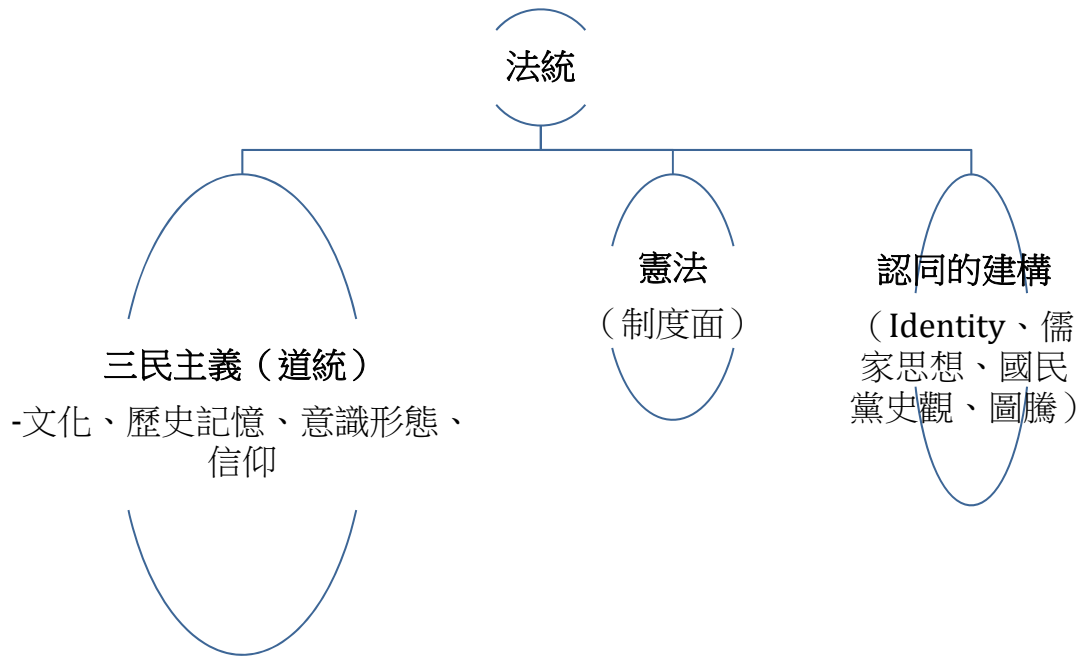 法統
三民主義（道統）
-文化、歷史記憶、意識形態、
信仰
憲法
（制度面）
認同的建構
（Identity、儒
家思想、國民
黨史觀、圖騰）